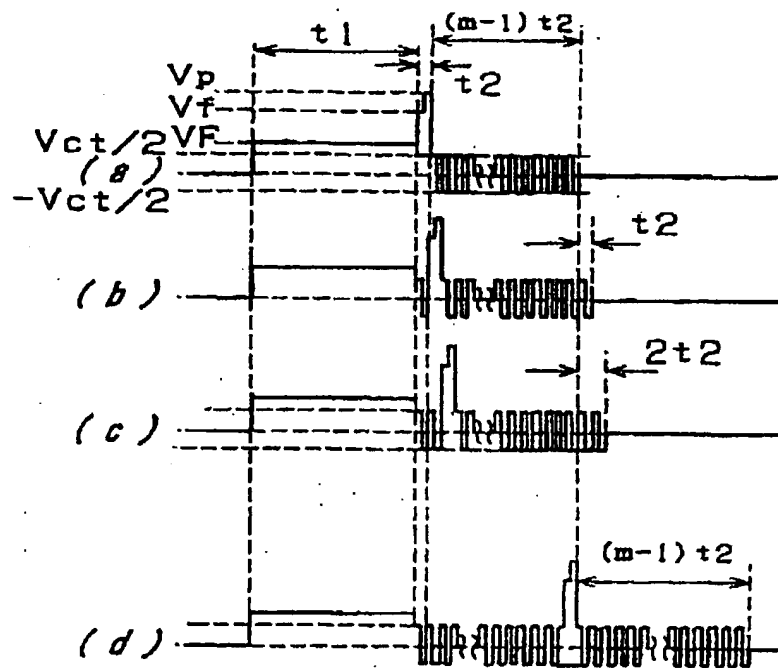 t1
(m-1)t2
Vp
t2
Vf
Vct/2 VF
(a)
-Vct/2
t2
(b)
2t2
(c)
(m-1)t2
(d)